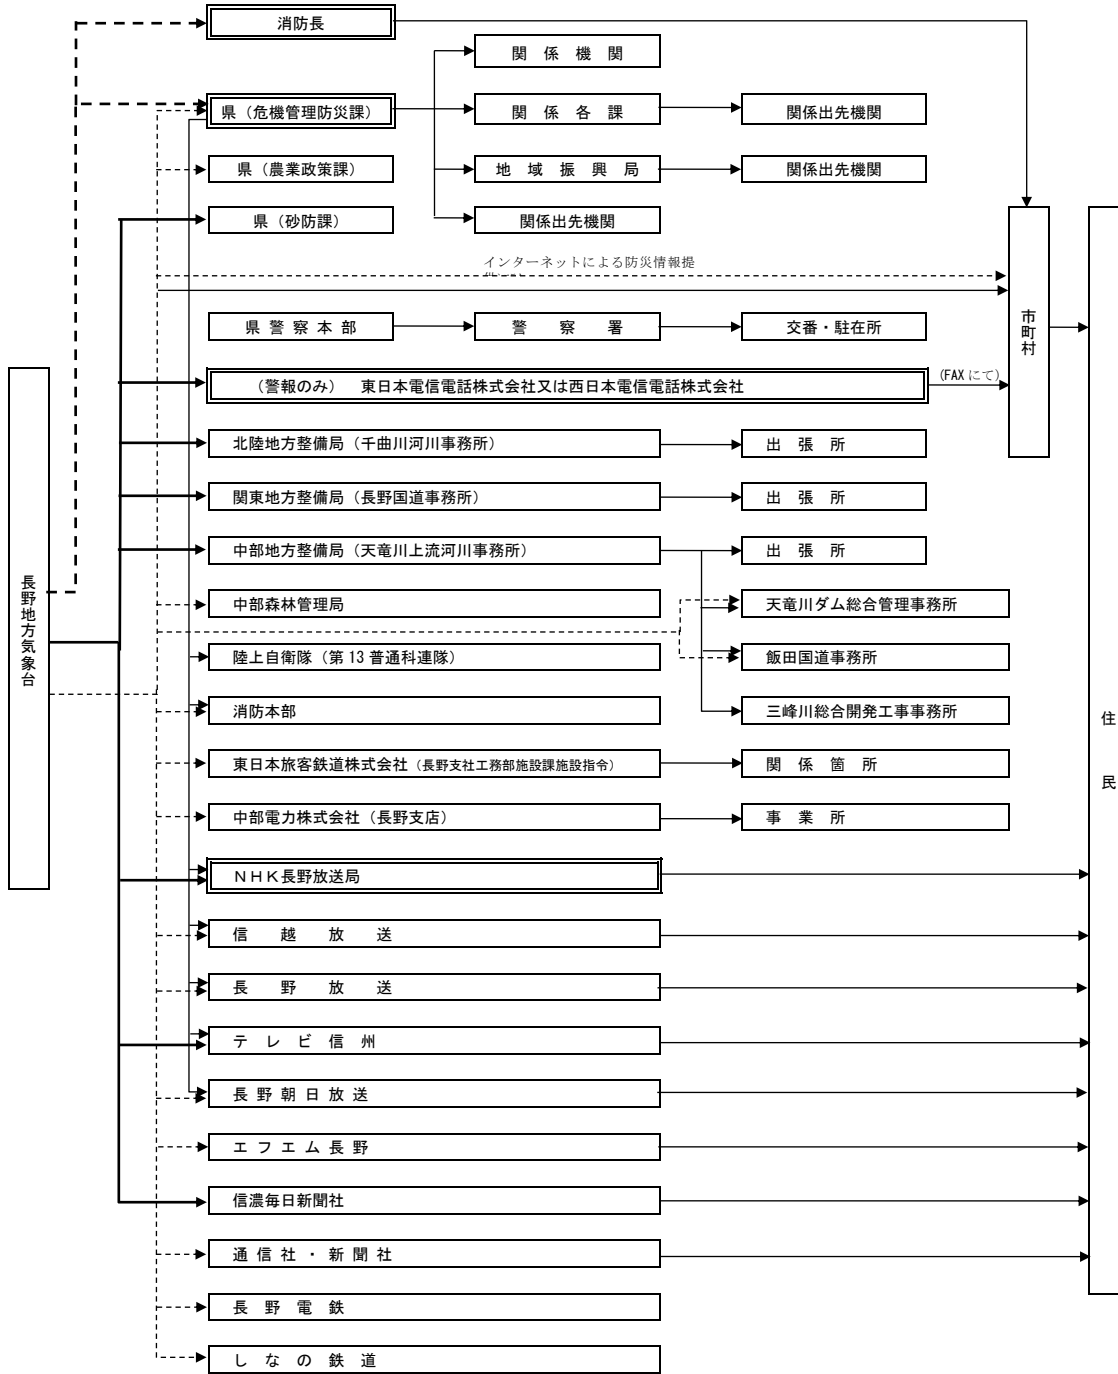 消防長
関 係 機 関
県（危機管理防災課）
関 係 各 課
関係出先機関
県（農業政策課）
地 域 振 興 局
関係出先機関
県（砂防課）
関係出先機関
インターネットによる防災情報提
県 警 察 本 部
警 察 署
交番・駐在所
市町村
（警報のみ） 東日本電信電話株式会社又は西日本電信電話株式会社
(FAX にて)
北陸地方整備局（千曲川河川事務所）
出 張 所
関東地方整備局（長野国道事務所）
出 張 所
中部地方整備局（天竜川上流河川事務所）
出 張 所
長野地方気象台
中部森林管理局
天竜川ダム総合管理事務所
陸上自衛隊（第 13 普通科連隊）
飯田国道事務所
消防本部
三峰川総合開発工事事務所
住民
東日本旅客鉄道株式会社（長野支社工務部施設課施設指令）
関 係 箇 所
中部電力株式会社（長野支店）
事 業 所
ＮＨＫ長野放送局
信 越 放 送
長 野 放 送
テ レ ビ 信 州
長 野 朝 日 放 送
エ フ エ ム 長 野
信濃毎日新聞社
通 信 社 ・ 新 聞 社
長 野 電 鉄
し な の 鉄 道